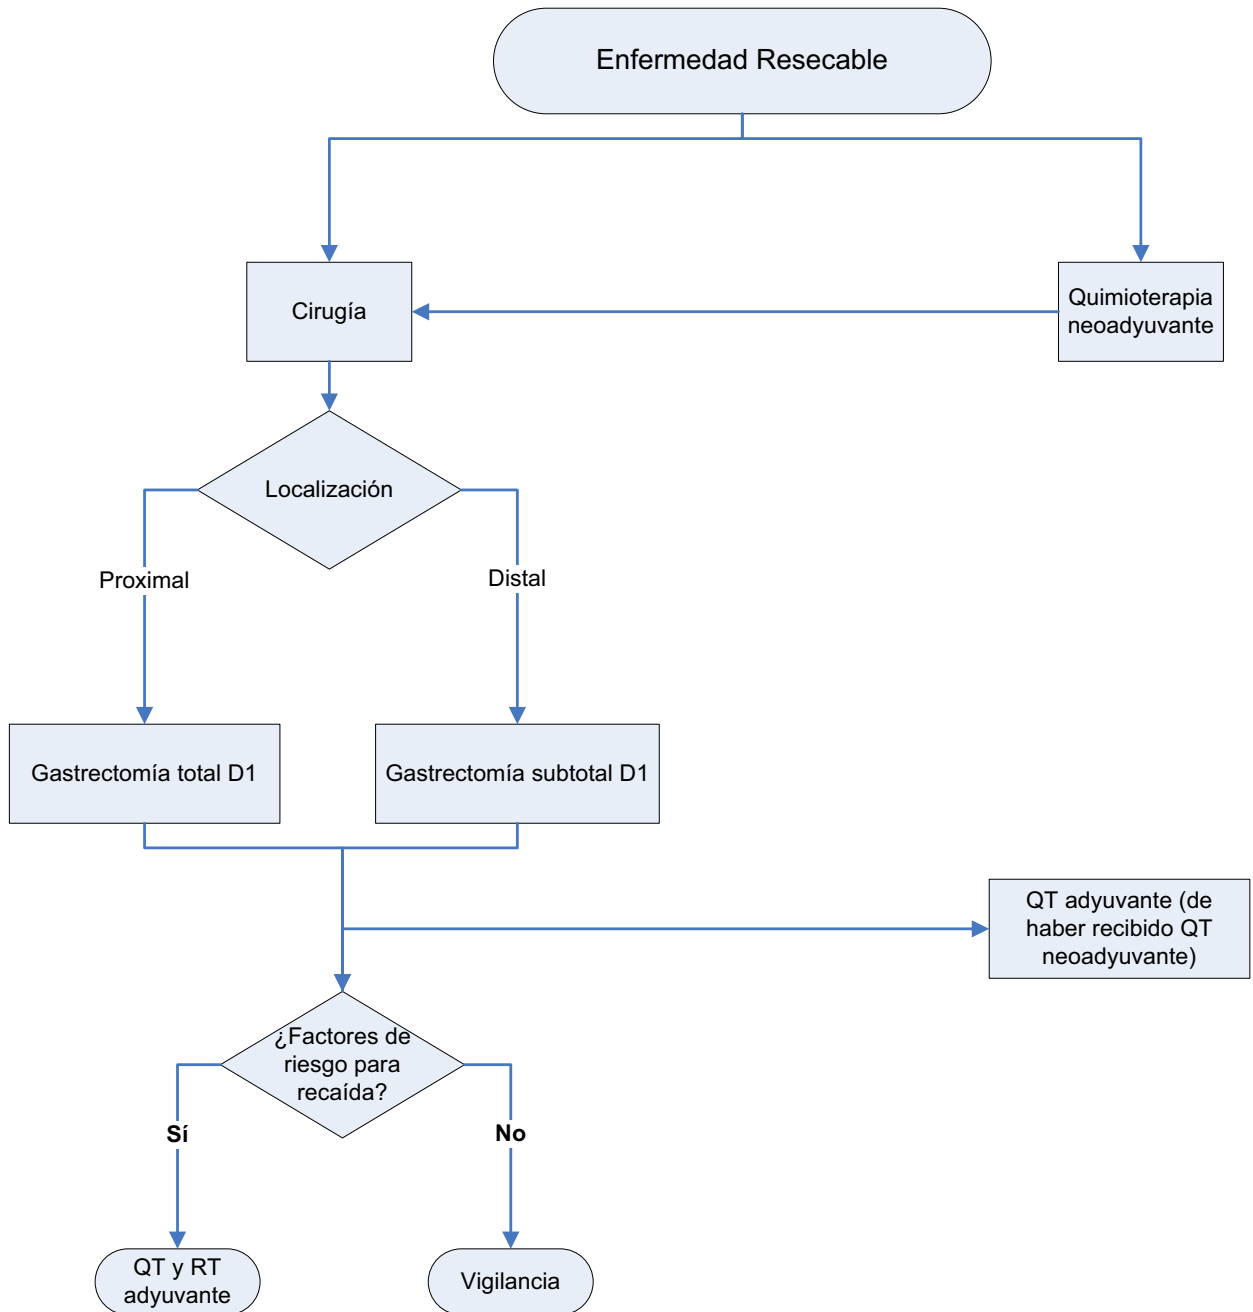 Enfermedad Resecable
Cirugía
Quimioterapia
neoadyuvante
Localización
Proximal
Distal
Gastrectomía total D1
Gastrectomía subtotal D1
QT adyuvante (de
haber recibido QT
neoadyuvante)
¿Factores de
riesgo para
recaída?
Sí
No
QT y RT
adyuvante
Vigilancia